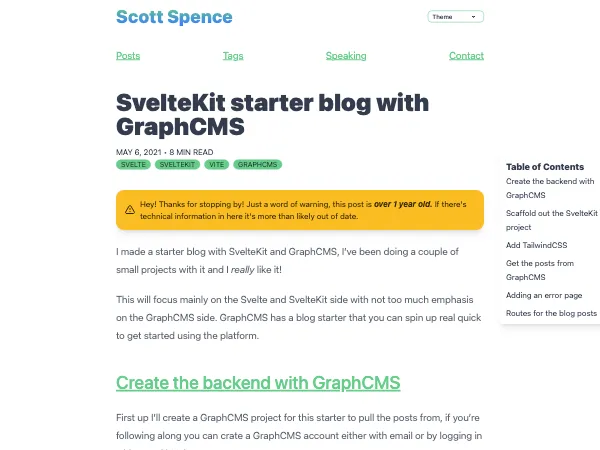 Scott Spence
Theme
Posts Tags Speaking Contact
SvelteKit starter blog with
GraphCMS
MAY 6, 2021 • 8 MIN READ
SVELTE SVELTEKIT VITE GRAPHCMS
Hey! Thanks for stopping by! Just a word of warning, this post is over 1 year old. If there's
technical information in here it's more than likely out of date.
I made a starter blog with SvelteKit and GraphCMS, I've been doing a couple of
small projects with it and I really like it!
This will focus mainly on the Svelte and SvelteKit side with not too much emphasis
on the GraphCMS side. GraphCMS has a blog starter that you can spin up real quick
to get started using the platform.
Create the backend with GraphCMS
First up I'll create a GraphCMS project for this starter to pull the posts from, if you're
following along you can crate a GraphCMS account either with email or by logging in
Table of Contents
Create the backend with
GraphCMS
Scaffold out the SvelteKit
project
Add TailwindCSS
Get the posts from
GraphCMS
Adding an error page
Routes for the blog posts